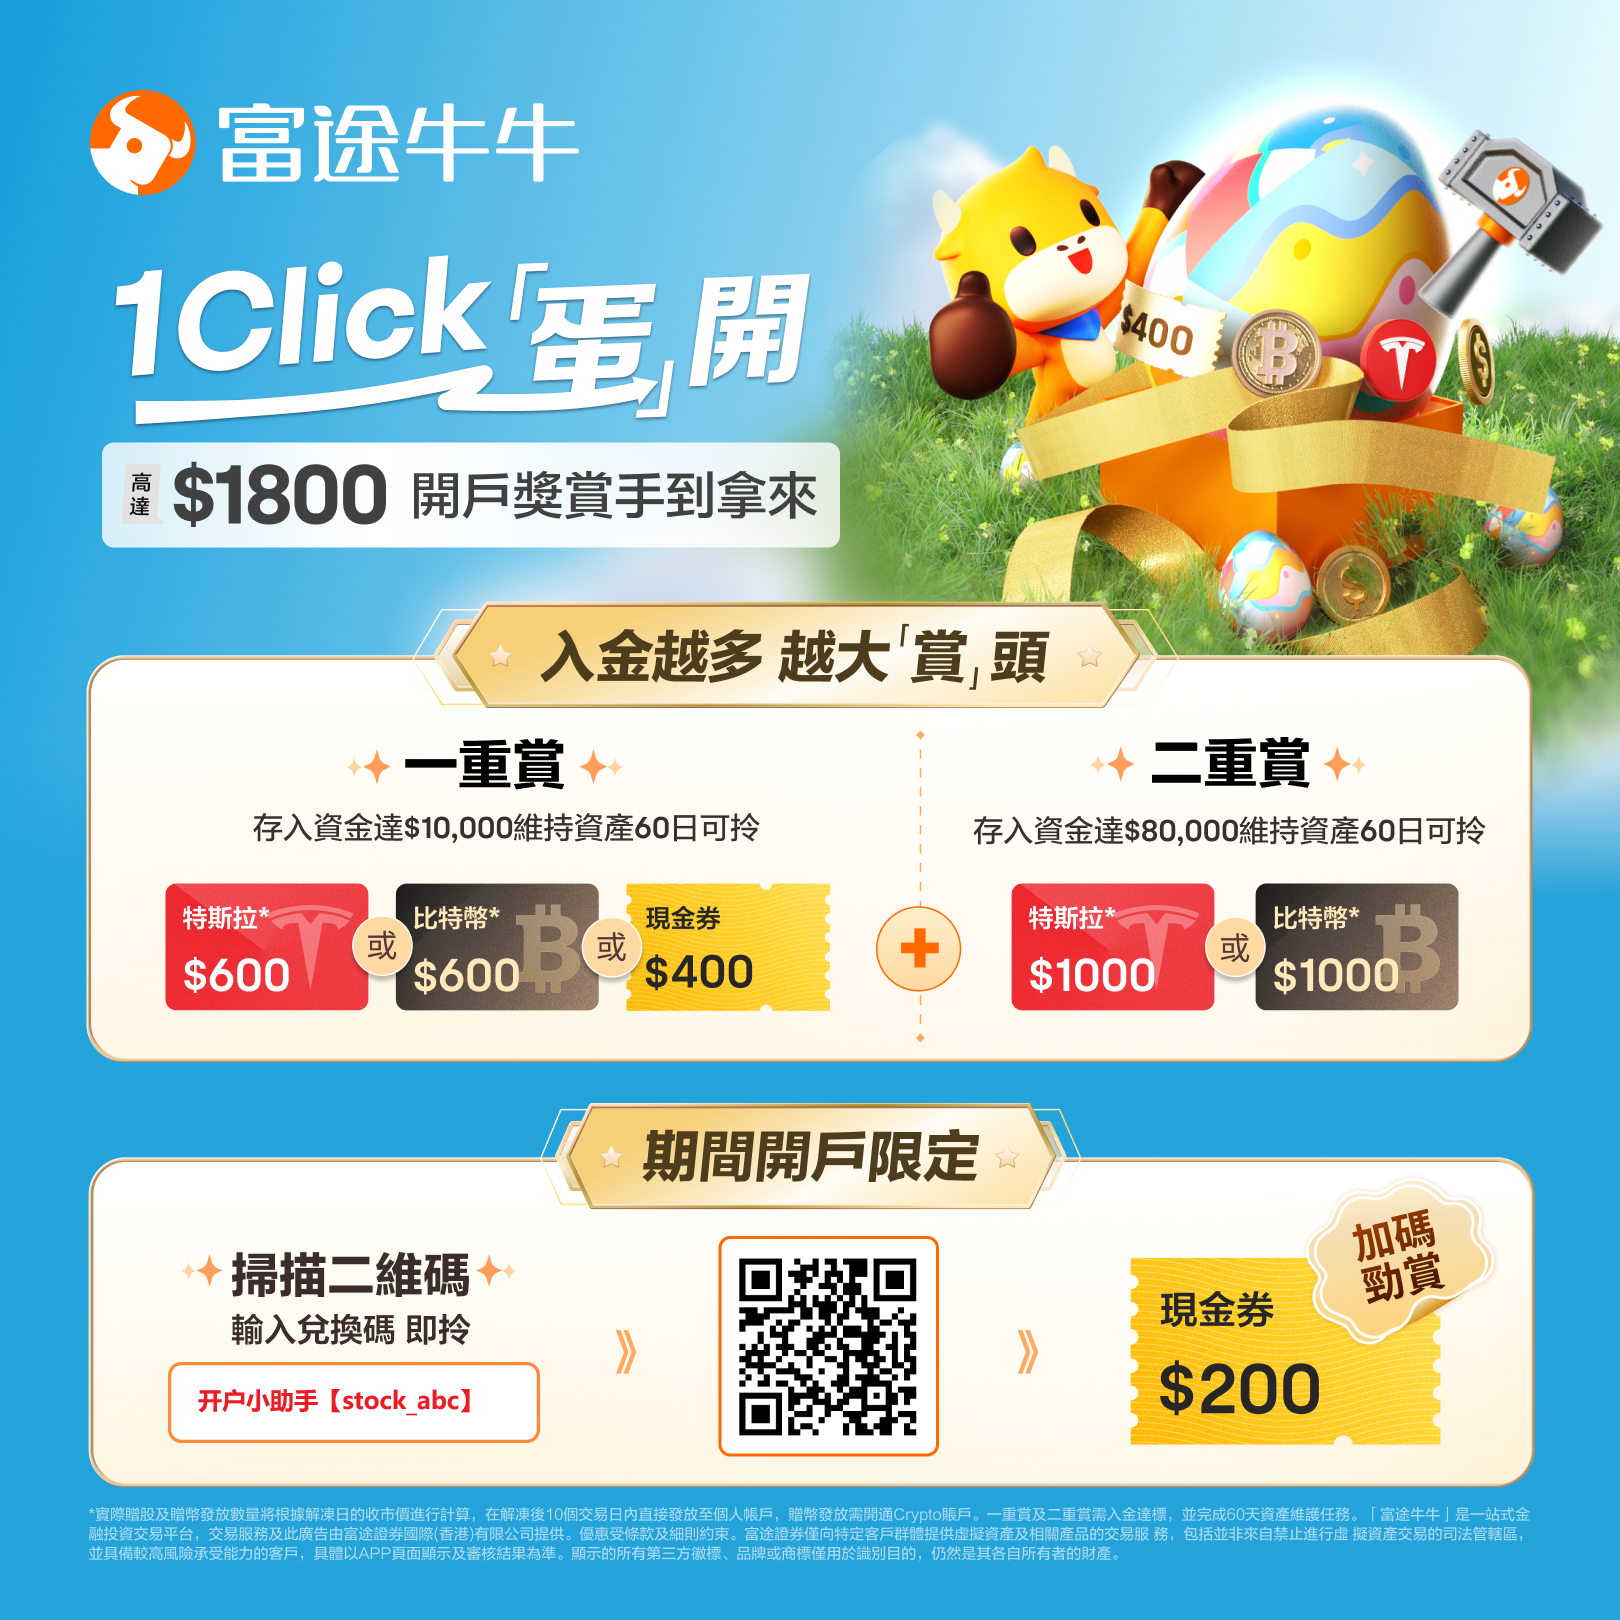 富途牛牛
1Click「蛋」開
高達 $1800 開戶獎賞手到拿來
$400
入金越多 越大「賞」頭
一重賞
存入資金達$10,000維持資產60日可拎
特斯拉*
$600
或
比特幣*
$600
或
現金券
$400
二重賞
存入資金達$80,000維持資產60日可拎
特斯拉*
$1000
或
比特幣*
$1000
期間開戶限定
掃描二維碼
輸入兌換碼 即拎
开户小助手【stock_abc】
加碼
勁賞
現金券
$200
*實際贈股及贈幣發放數量將根據解凍日的收市價進行計算，在解凍後10個交易日內直接發放至個人帳戶，贈幣發放需開通Crypto賬戶。一重賞及二重賞需入金達標，並完成60天資產維護任務。「富途牛牛」是一站式金
融投資交易平台，交易服務及此廣告由富途證券國際(香港)有限公司提供。優惠受條款及細則約束。富途證券僅向特定客戶群體提供虛擬資產及相關產品的交易服 務，包括並非來自禁止進行虛 擬資產交易的司法管轄區，
並具備較高風險承受能力的客戶，具體以APP頁面顯示及審核結果為準。顯示的所有第三方徽標、品牌或商標僅用於識別目的，仍然是其各自所有者的財產。